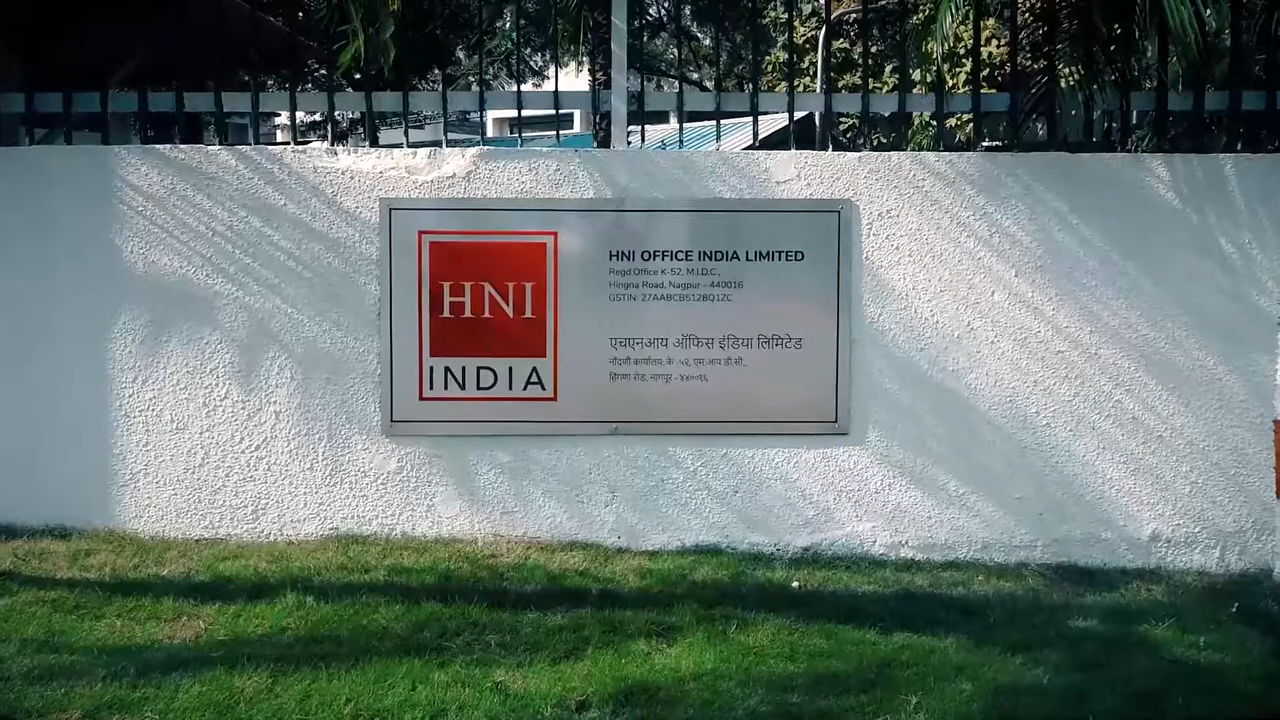 HNI
INDIA
HNI OFFICE INDIA LIMITED
Regd.Office K-52, M.I.D.C.,
Hingna Road, Nagpur - 440016
GSTIN: 27AABCB5128Q1ZC
एचएनआय ऑफिस इंडिया लिमिटेड
नोंदणी कार्यालय, के -५२, एम.आय.डी.सी.,
हिंगणा रोड, नागपूर - ४४००१६